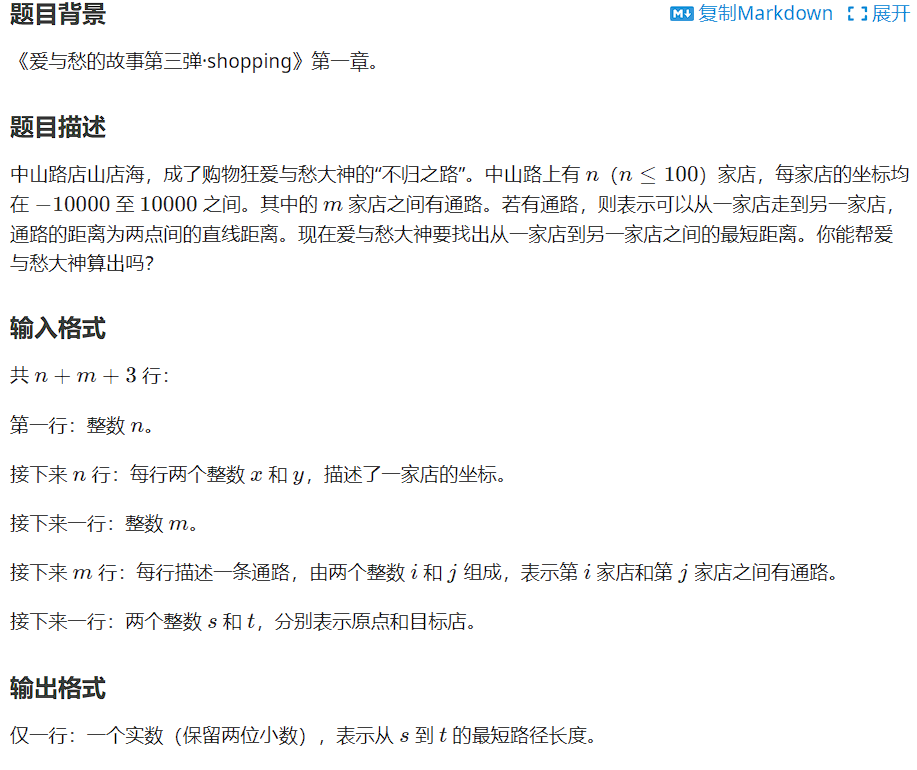 题目背景
复制Markdown 展开
《爱与愁的故事第三弹·shopping》第一章。
题目描述
中山路店山店海，成了购物狂爱与愁大神的“不归之路”。中山路上有 n（n ≤ 100）家店，每家店的坐标均
在 −10000 至 10000 之间。其中的 m 家店之间有通路。若有通路，则表示可以从一家店走到另一家店，
通路的距离为两点间的直线距离。现在爱与愁大神要找出从一家店到另一家店之间的最短距离。你能帮爱
与愁大神算出吗？
输入格式
共 n + m + 3 行：
第一行：整数 n。
接下来 n 行：每行两个整数 x 和 y，描述了一家店的坐标。
接下来一行：整数 m。
接下来 m 行：每行描述一条通路，由两个整数 i 和 j 组成，表示第 i 家店和第 j 家店之间有通路。
接下来一行：两个整数 s 和 t，分别表示原点和目标店。
输出格式
仅一行：一个实数（保留两位小数），表示从 s 到 t 的最短路径长度。